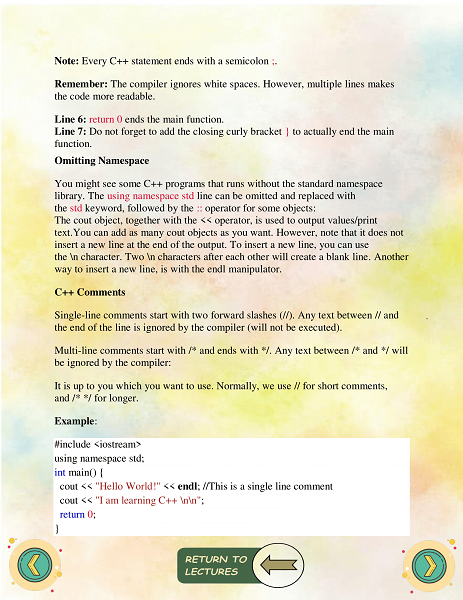 Note: Every C++ statement ends with a semicolon ;.
Remember: The compiler ignores white spaces. However, multiple lines makes
the code more readable.
Line 6: return 0 ends the main function.
Line 7: Do not forget to add the closing curly bracket } to actually end the main
function.
Omitting Namespace
You might see some C++ programs that runs without the standard namespace
library. The using namespace std line can be omitted and replaced with
the std keyword, followed by the :: operator for some objects:
The cout object, together with the << operator, is used to output values/print
text.You can add as many cout objects as you want. However, note that it does not
insert a new line at the end of the output. To insert a new line, you can use
the \n character. Two \n characters after each other will create a blank line. Another
way to insert a new line, is with the endl manipulator.
C++ Comments
Single-line comments start with two forward slashes (//). Any text between // and
the end of the line is ignored by the compiler (will not be executed).
Multi-line comments start with /* and ends with */. Any text between /* and */ will
be ignored by the compiler:
It is up to you which you want to use. Normally, we use // for short comments,
and /* */ for longer.
Example:
#include <iostream>
using namespace std;
int main() {
cout << "Hello World!" << endl; //This is a single line comment
cout << "I am learning C++ \n\n";
return 0;
}
RETURN TO
LECTURES